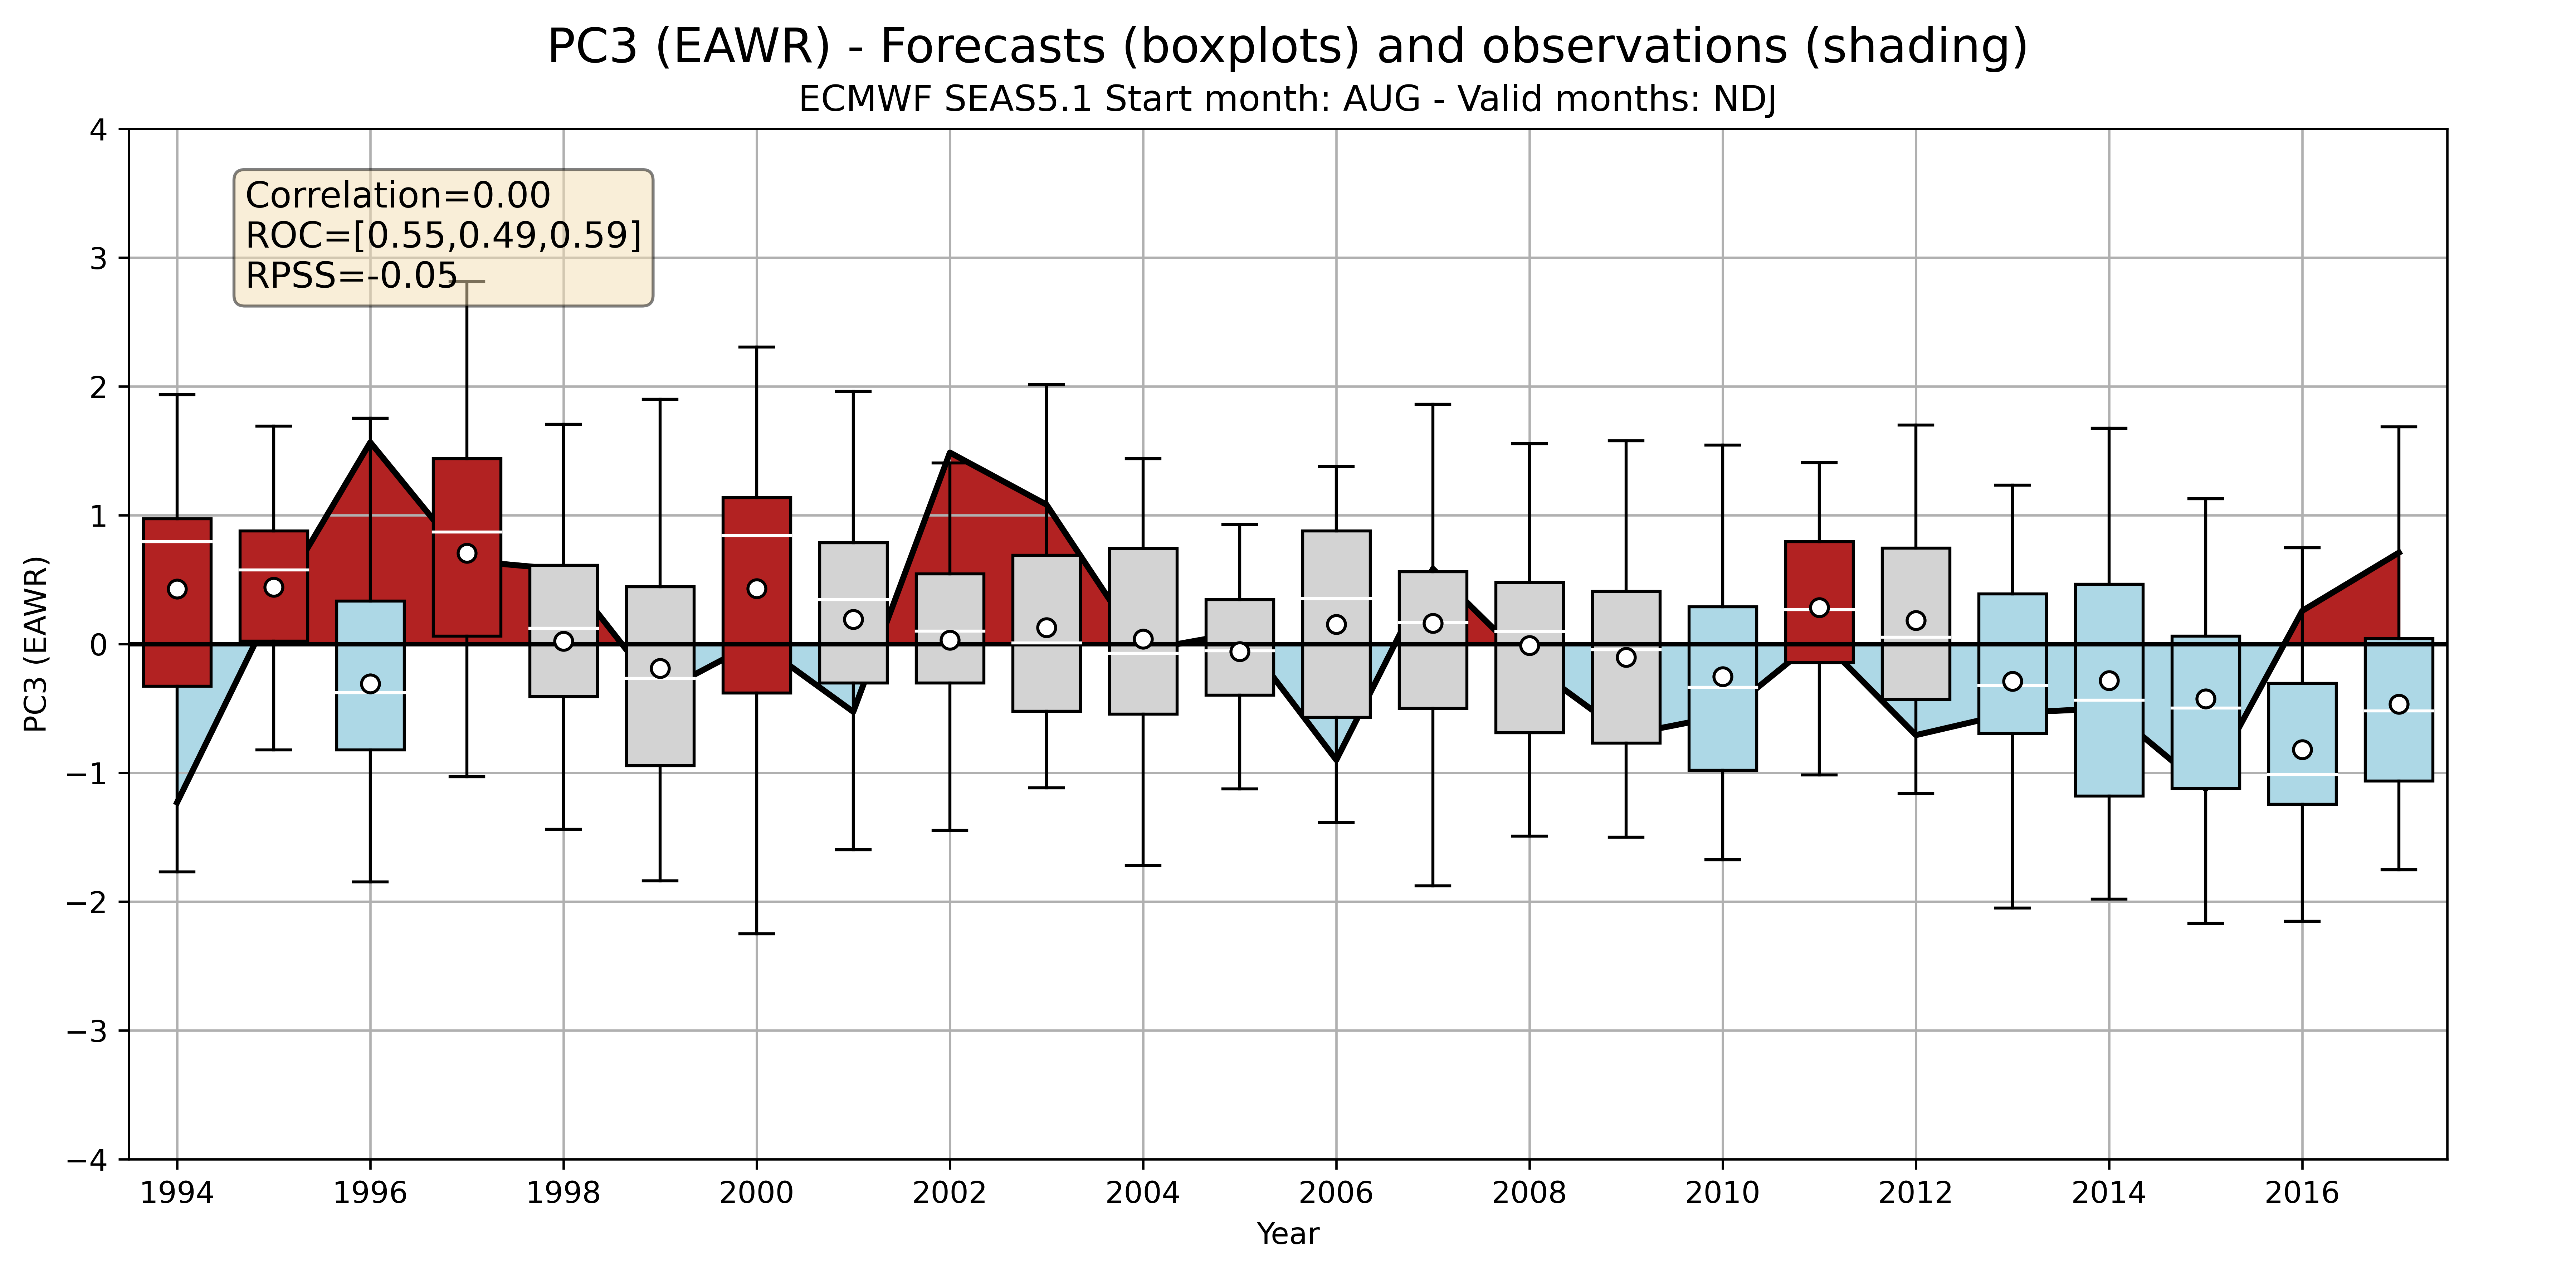 PC3 (EAWR) - Forecasts (boxplots) and observations (shading)
ECMWF SEAS5.1 Start month: AUG - Valid months: NDJ
Correlation=0.00
ROC=[0.55,0.49,0.59]
RPSS=-0.05
PC3 (EAWR)
4
3
2
1
0
−1
−2
−3
−4
1994 1996 1998 2000 2002 2004 2006 2008 2010 2012 2014 2016
Year